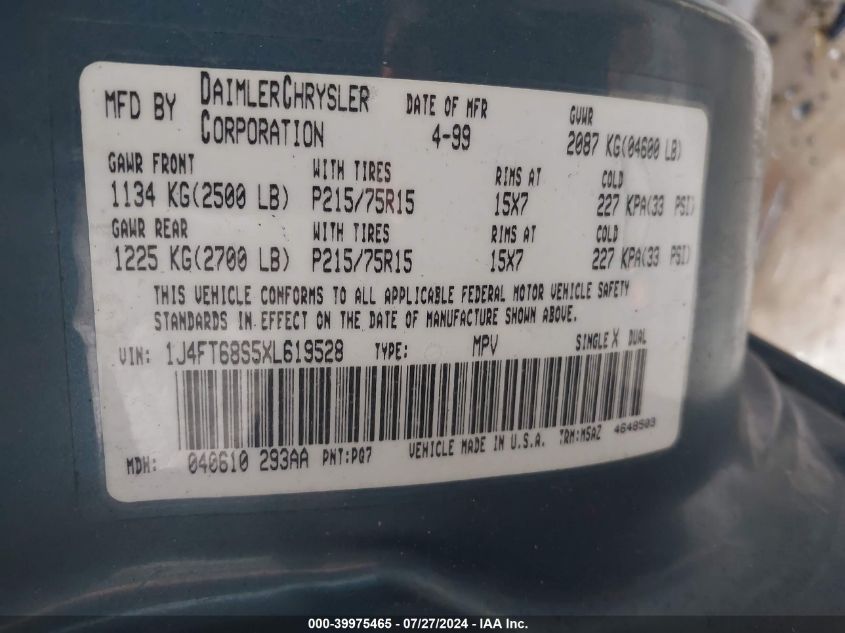 MFD BY DAIMLERCHRYSLER CORPORATION DATE OF MFR 4-99 GVWR 2087 KG(04600 LB)
GAWR FRONT WITH TIRES RIMS AT COLD
1134 KG(2500 LB) P215/75R15 15X7 227 KPA(33 PSI)
GAWR REAR WITH TIRES RIMS AT COLD
1225 KG(2700 LB) P215/75R15 15X7 227 KPA(33 PSI)
THIS VEHICLE CONFORMS TO ALL APPLICABLE FEDERAL MOTOR VEHICLE SAFETY
STANDARDS IN EFFECT ON THE DATE OF MANUFACTURE SHOWN ABOVE.
VIN: 1J4FT68S5XL619528 TYPE: MPV SINGLE X DUAL
MDH: 040610 293AA PNT:PQ7 VEHICLE MADE IN U.S.A. TRM:M5AZ 4648503
000-39975465 - 07/27/2024 - IAA Inc.